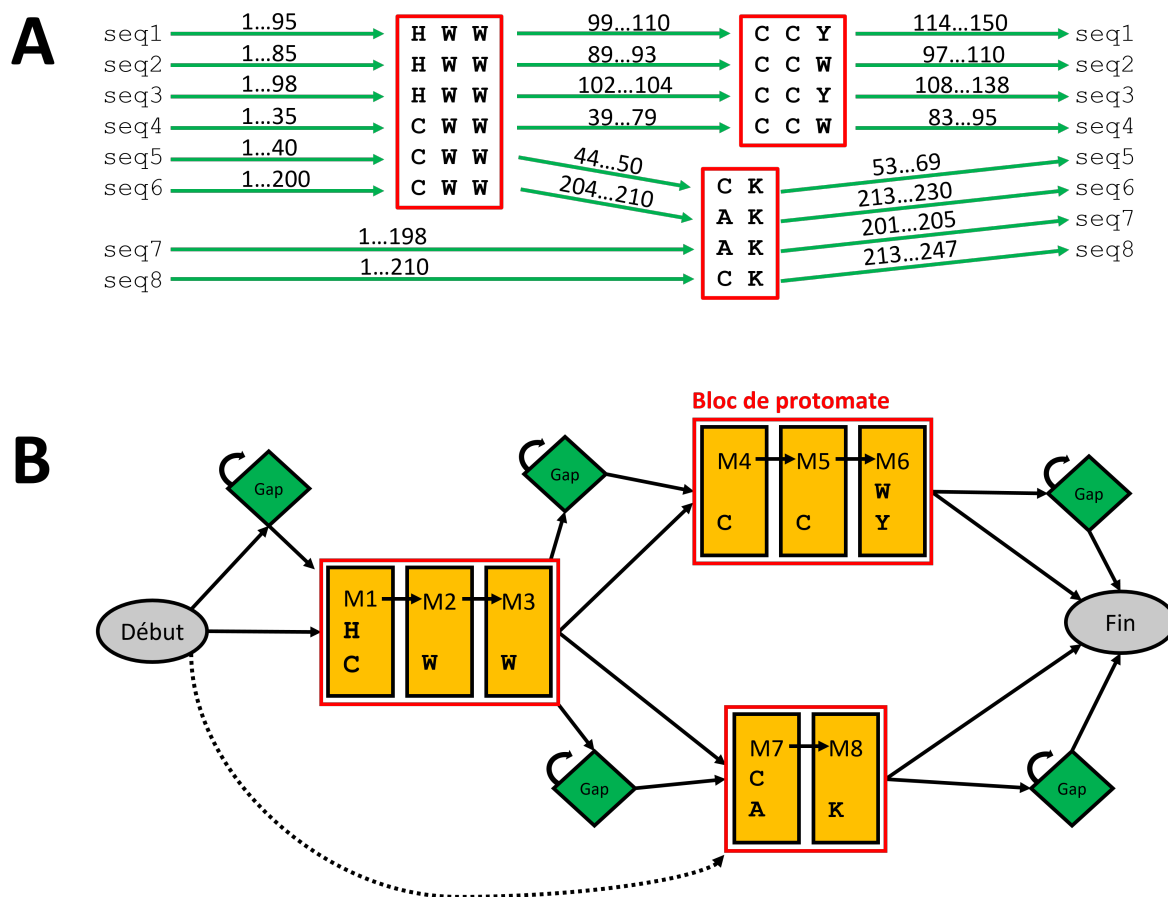 A
seq1 1...95 H W W 99...110 C C Y 114...150 seq1
seq2 1...85 H W W 89...93 C C W 97...110 seq2
seq3 1...98 H W W 102...104 C C Y 108...138 seq3
seq4 1...35 C W W 39...79 C C W 83...95 seq4
seq5 1...40 C W W 44...50 C K 53...69 seq5
seq6 1...200 C W W 204...210 A K 213...230 seq6
seq7 1...198 A K 201...205 seq7
seq8 1...210 C K 213...247 seq8
B
Bloc de protomate
Gap
Gap
M4 M5 M6
W
C C Y
Gap
Début
M1 M2 M3
H
C W W
Fin
Gap
M7 M8
C
A K
Gap